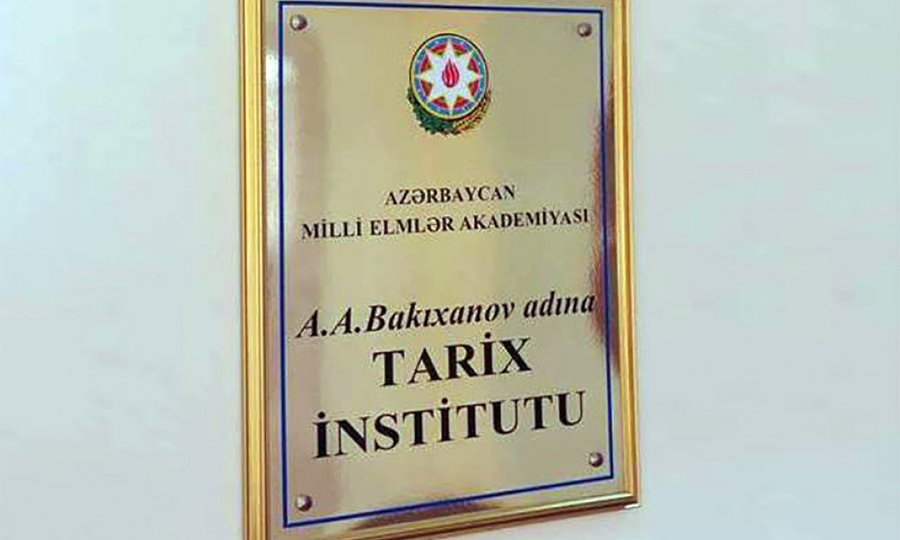 AZƏRBAYCAN
MİLLİ ELMLƏR AKADEMİYASI
A.A.Bakıxanov adına
TARİX
İNSTİTUTU